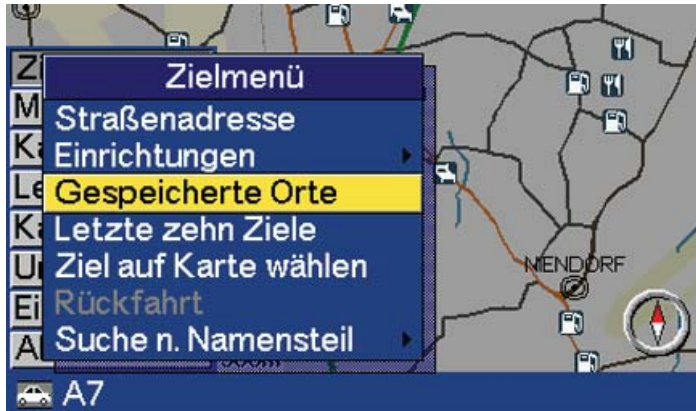 Zielmenü
Straßenadresse
Einrichtungen
Gespeicherte Orte
Letzte zehn Ziele
Ziel auf Karte wählen
Rückfahrt
Suche n. Namensteil
NIENDORF
A7